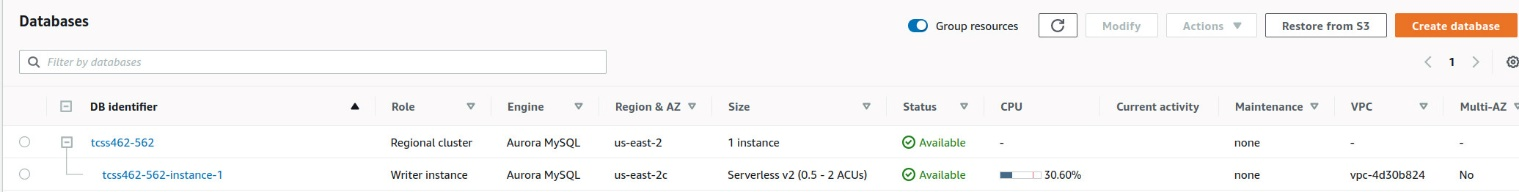 Databases
Group resources Modify Actions Restore from S3 Create database
Filter by databases 1
DB identifier Role Engine Region & AZ Size Status CPU Current activity Maintenance VPC Multi-AZ
tcss462-562 Regional cluster Aurora MySQL us-east-2 1 instance Available - none - -
tcss462-562-instance-1 Writer instance Aurora MySQL us-east-2c Serverless v2 (0.5 - 2 ACUs) Available 30.60% none vpc-4d30b824 No